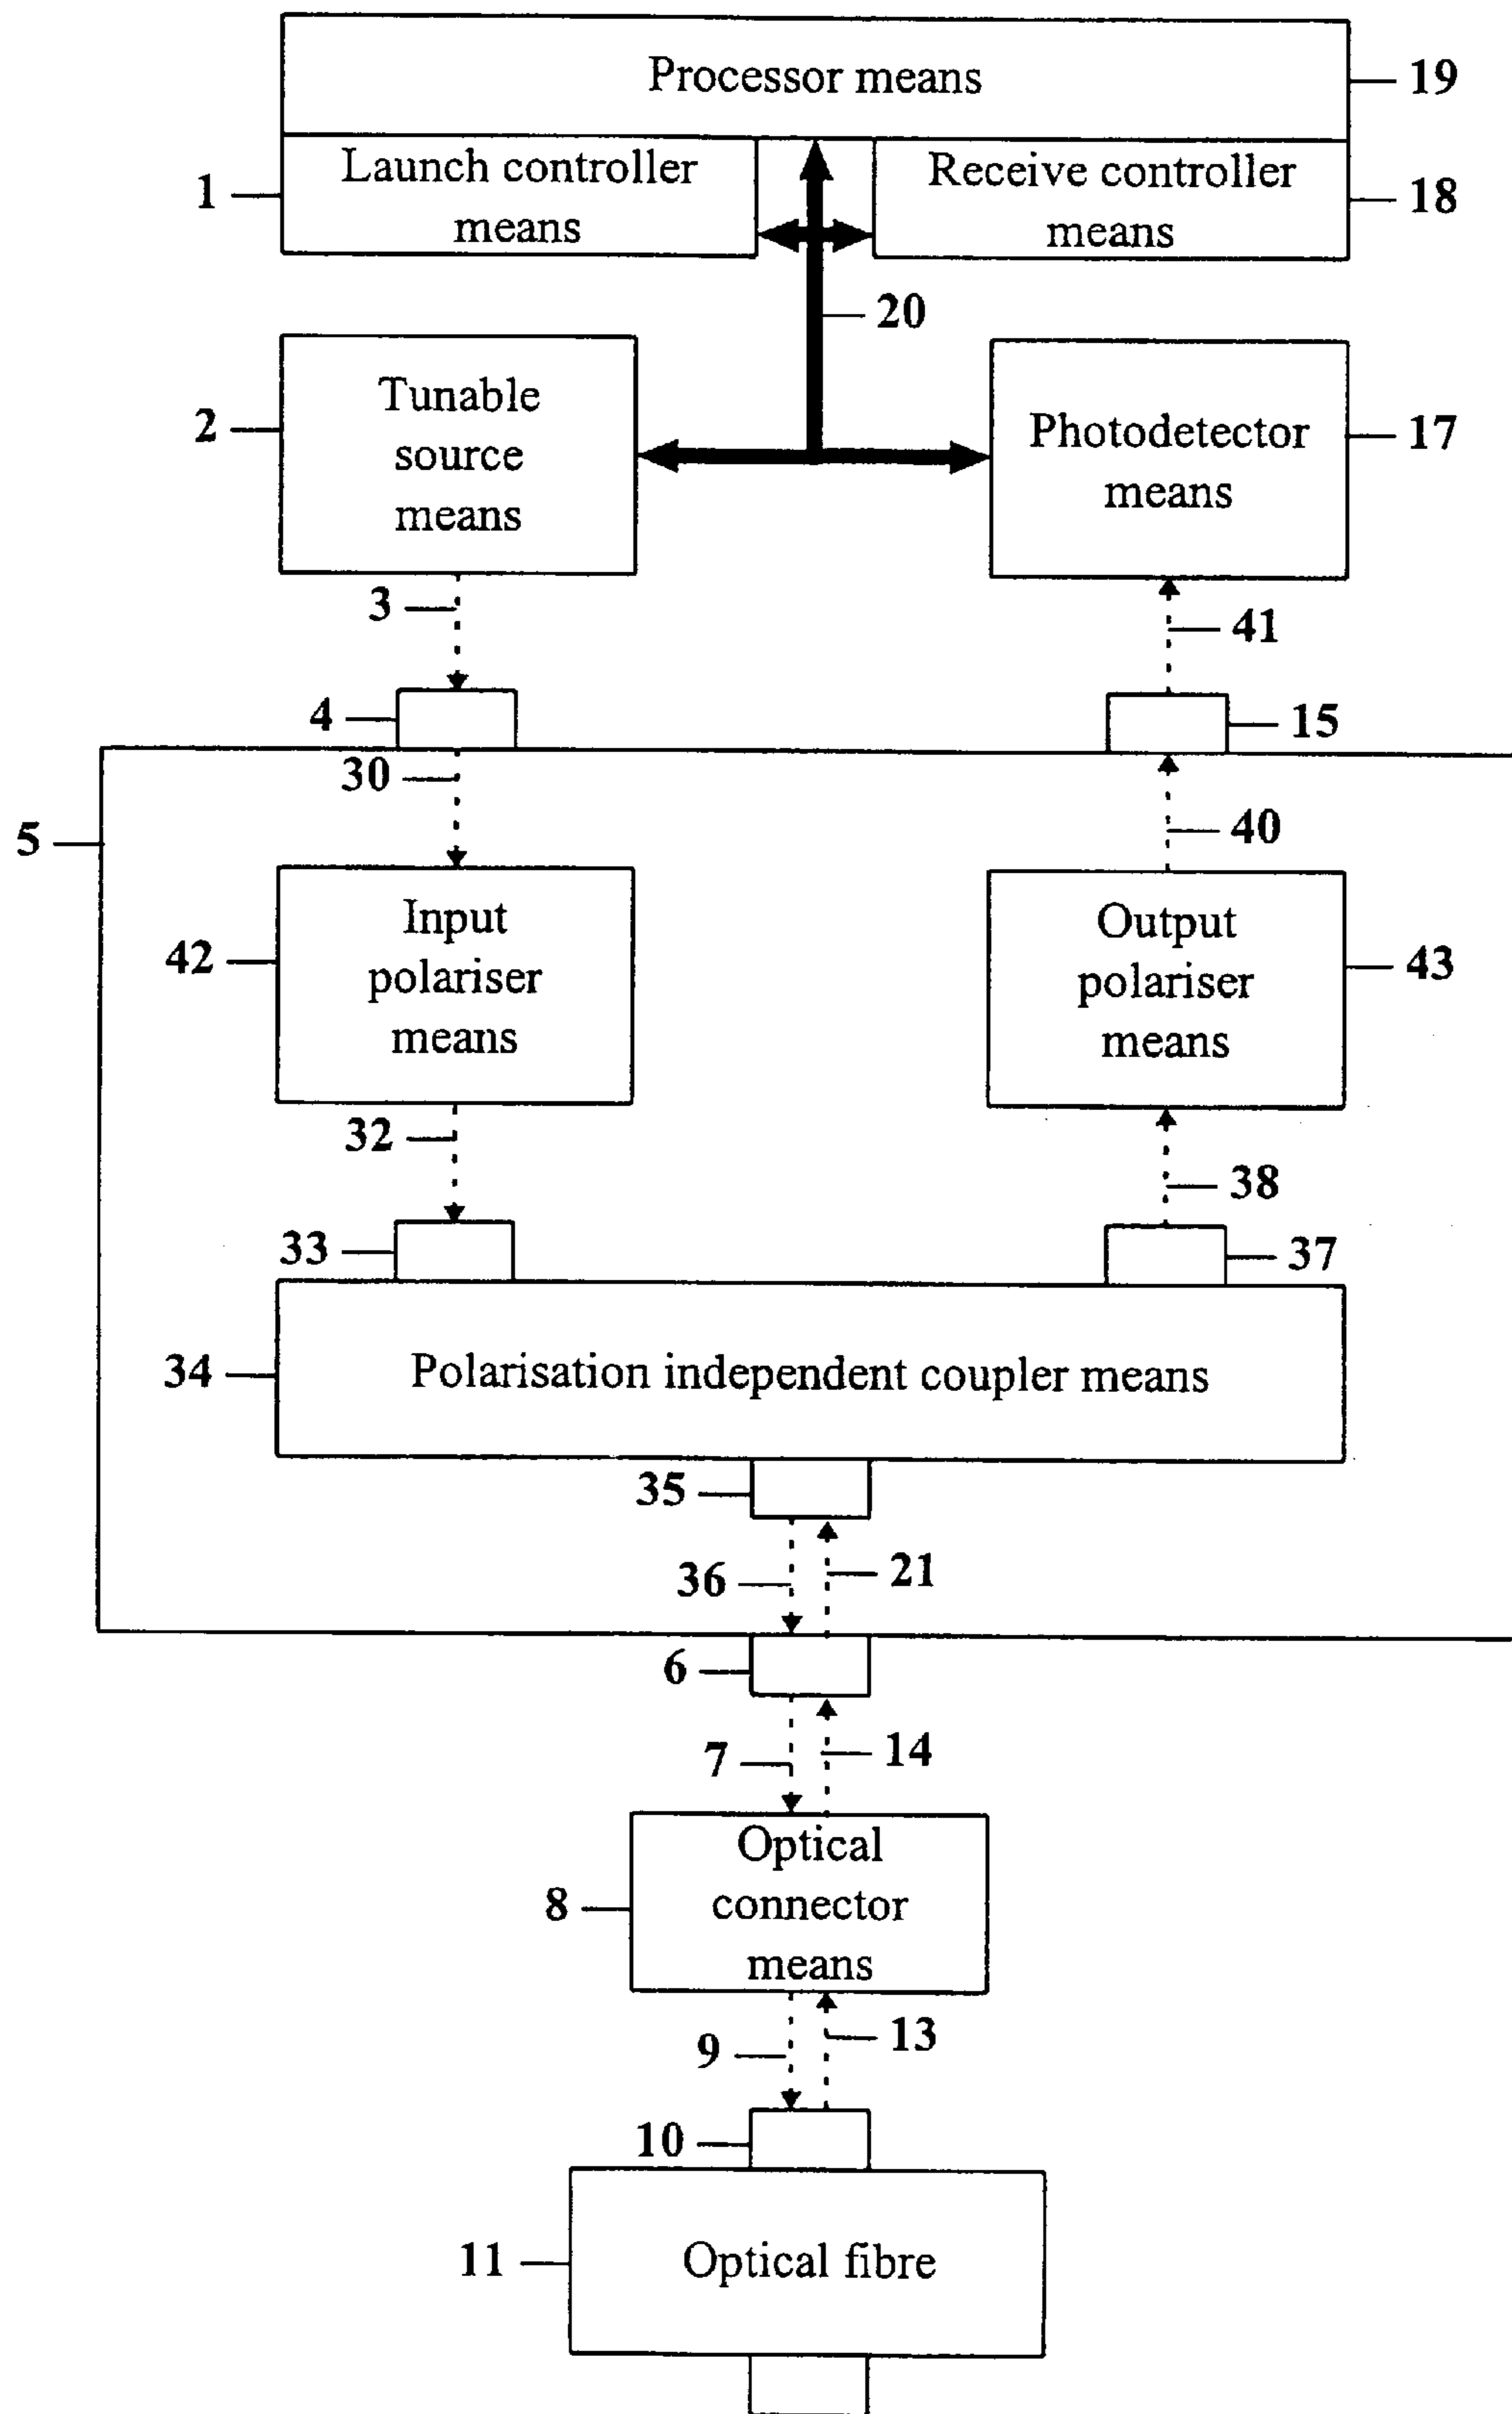 Processor means
19
Launch controller
means
1
Receive controller
means
18
20
Tunable
source
means
2
Photodetector
means
17
3
41
4
15
30
5
40
Input
polariser
means
42
Output
polariser
means
43
32
38
33
37
Polarisation independent coupler means
34
35
36
21
6
7
14
Optical
connector
means
8
9
13
10
Optical fibre
11